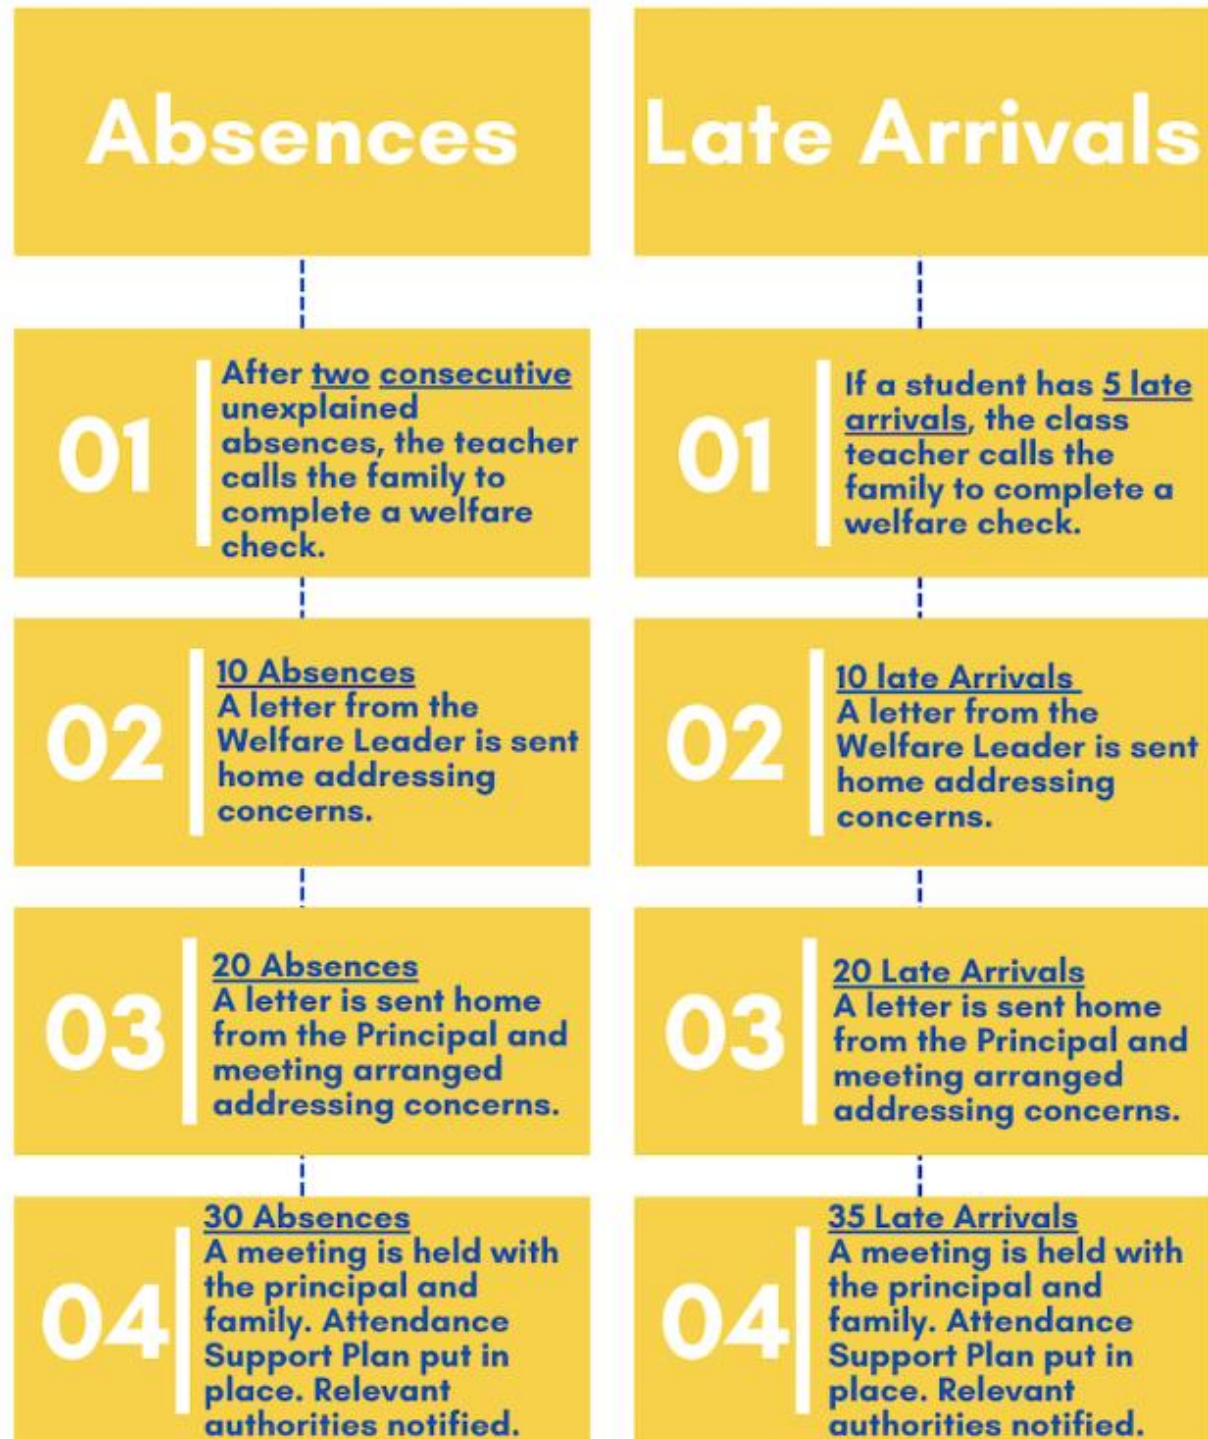 Absences
01
After two consecutive
unexplained
absences, the teacher
calls the family to
complete a welfare
check.
02
10 Absences
A letter from the
Welfare Leader is sent
home addressing
concerns.
03
20 Absences
A letter is sent home
from the Principal and
meeting arranged
addressing concerns.
04
30 Absences
A meeting is held with
the principal and
family. Attendance
Support Plan put in
place. Relevant
authorities notified.
Late Arrivals
01
If a student has 5 late
arrivals, the class
teacher calls the
family to complete a
welfare check.
02
10 late Arrivals
A letter from the
Welfare Leader is sent
home addressing
concerns.
03
20 Late Arrivals
A letter is sent home
from the Principal and
meeting arranged
addressing concerns.
04
35 Late Arrivals
A meeting is held with
the principal and
family. Attendance
Support Plan put in
place. Relevant
authorities notified.